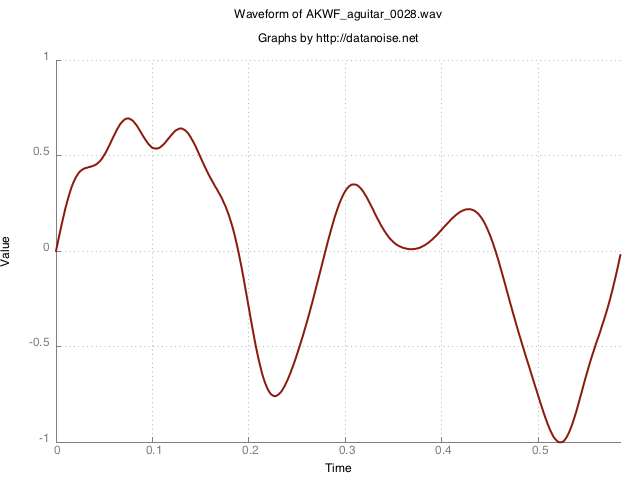 Waveform of AKWF_aguitar_0028.wav
Graphs by http://datanoise.net
1
0.5
0
-0.5
-1
Value
0 0.1 0.2 0.3 0.4 0.5
Time